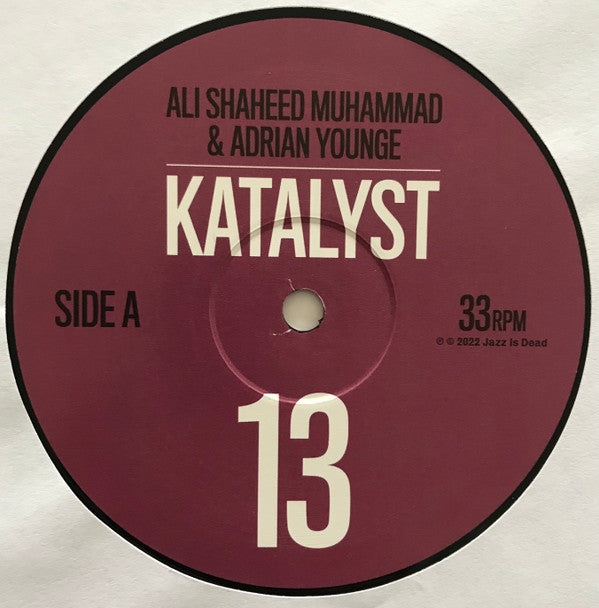 ALI SHAHEED MUHAMMAD
& ADRIAN YOUNGE
KATALYST
SIDE A
33RPM
℗ © 2022 Jazz Is Dead
13